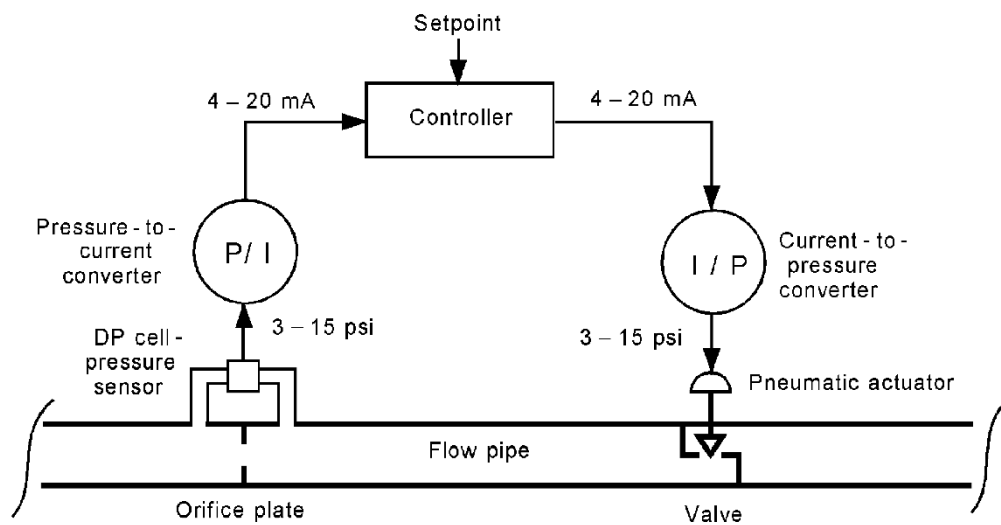 Setpoint
4 – 20 mA
Controller
4 – 20 mA
Pressure - to -
current
converter
P/ I
I / P
Current - to -
pressure
converter
DP cell -
pressure
sensor
3 – 15 psi
3 – 15 psi
Pneumatic actuator
Flow pipe
Orifice plate
Valve